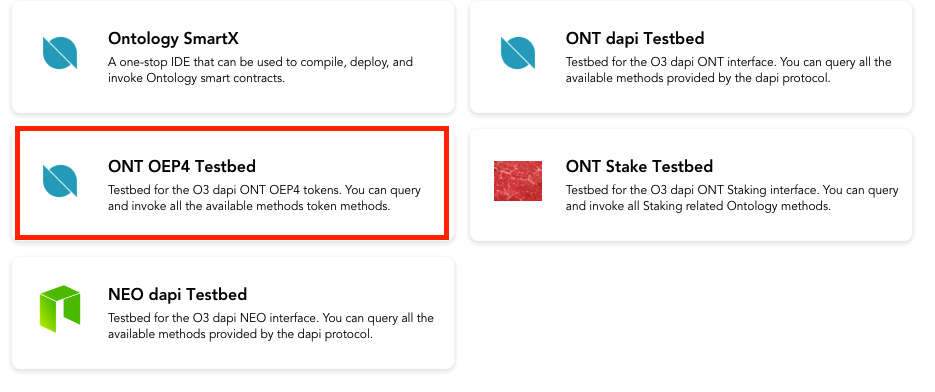 Ontology SmartX
A one-stop IDE that can be used to compile, deploy, and
invoke Ontology smart contracts.
ONT dapi Testbed
Testbed for the O3 dapi ONT interface. You can query all the
available methods provided by the dapi protocol.
ONT OEP4 Testbed
Testbed for the O3 dapi ONT OEP4 tokens. You can query
and invoke all the available methods token methods.
ONT Stake Testbed
Testbed for the O3 dapi ONT Staking interface. You can query
and invoke all Staking related Ontology methods.
NEO dapi Testbed
Testbed for the O3 dapi NEO interface. You can query all the
available methods provided by the dapi protocol.